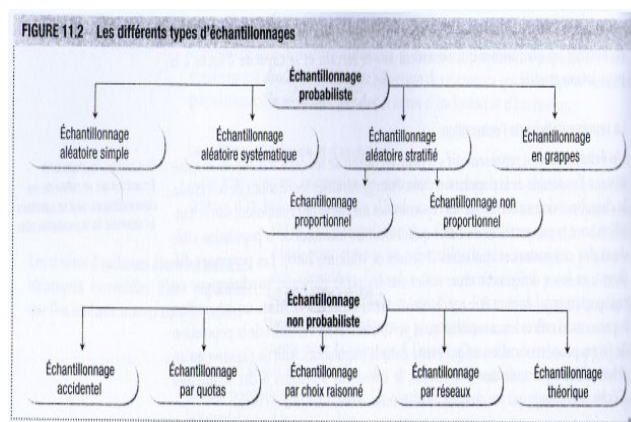 FIGURE 11.2 Les différents types d'échantillonnages
Échantillonnage
probabiliste
Échantillonnage
aléatoire simple
Échantillonnage
aléatoire systématique
Échantillonnage
aléatoire stratifié
Échantillonnage
en grappes
Échantillonnage
proportionnel
Échantillonnage non
proportionnel
Échantillonnage
non probabiliste
Échantillonnage
accidentel
Échantillonnage
par quotas
Échantillonnage
par choix raisonné
Échantillonnage
par réseaux
Échantillonnage
théorique